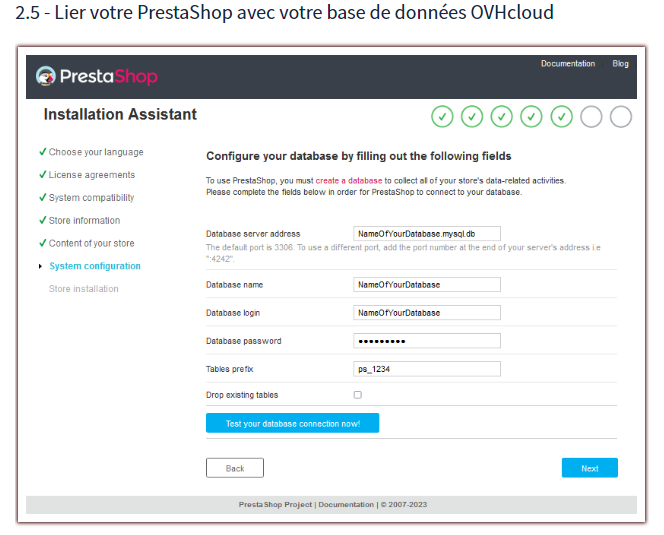 2.5 - Lier votre PrestaShop avec votre base de données OVHcloud
PrestaShop
Documentation Blog
Installation Assistant
Choose your language
License agreements
System compatibility
Store information
Content of your store
System configuration
Store installation
Configure your database by filling out the following fields
To use PrestaShop, you must create a database to collect all of your store's data-related activities.
Please complete the fields below in order for PrestaShop to connect to your database.
Database server address NameOfYourDatabase.mysql.db
The default port is 3306. To use a different port, add the port number at the end of your server's address i.e
":4242".
Database name NameOfYourDatabase
Database login NameOfYourDatabase
Database password •••••••••
Tables prefix ps_1234
Drop existing tables
Test your database connection now!
Back Next
PrestaShop Project | Documentation | © 2007-2023